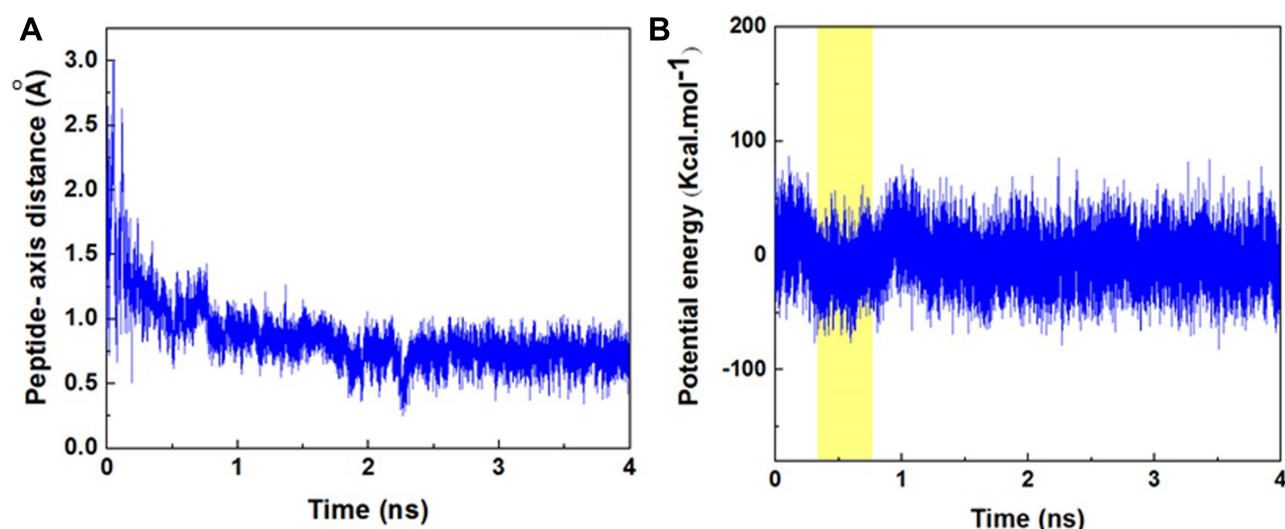 A
Peptide- axis distance (Å)
3.0
2.5
2.0
1.5
1.0
0.5
0.0
0 1 2 3 4
Time (ns)
B
Potential energy (Kcal.mol-1)
200
100
0
-100
0 1 2 3 4
Time (ns)